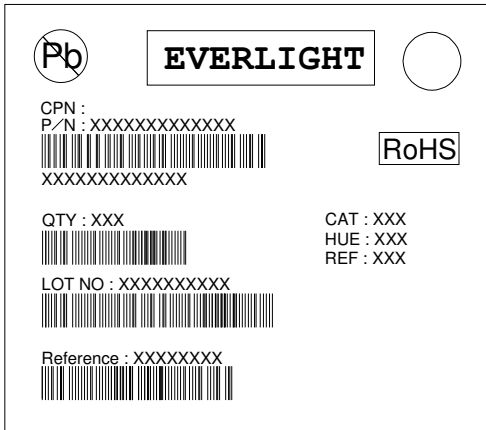 Pb
EVERLIGHT
CPN :
P/N : XXXXXXXXXXXXX
RoHS
XXXXXXXXXXXXX
QTY : XXX
CAT : XXX
HUE : XXX
REF : XXX
LOT NO : XXXXXXXXXX
Reference : XXXXXXXX